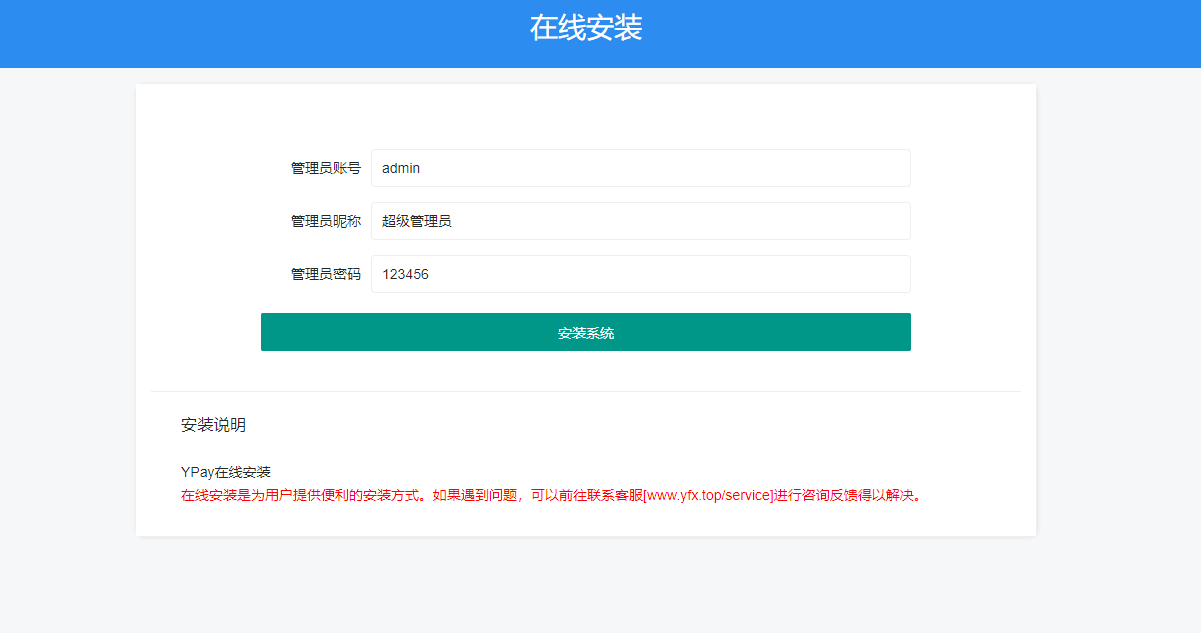 在线安装
管理员账号 admin
管理员昵称 超级管理员
管理员密码 123456
安装系统
安装说明
YPay在线安装
在线安装是为用户提供便利的安装方式。如果遇到问题，可以前往联系客服[www.yfx.top/service]进行咨询反馈得以解决。